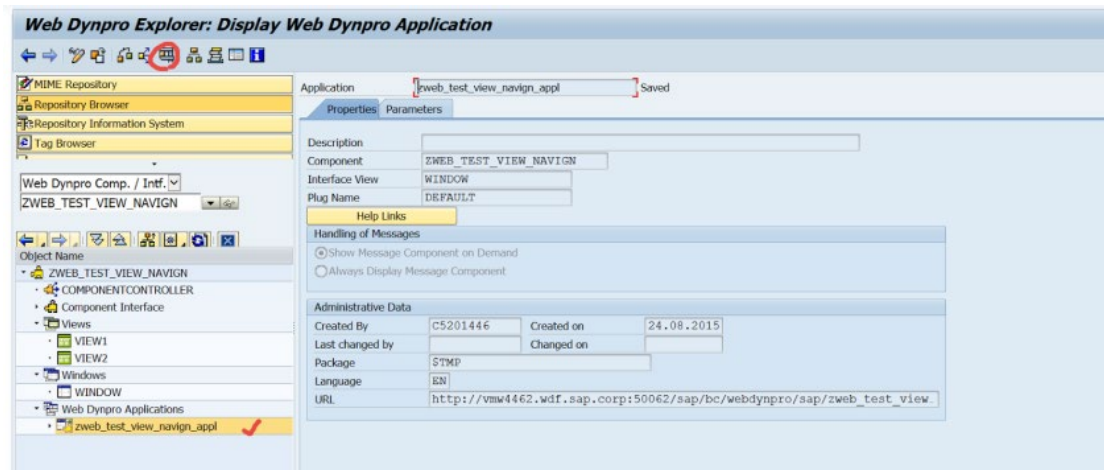 Web Dynpro Explorer: Display Web Dynpro Application
MIME Repository
Repository Browser
Repository Information System
Tag Browser
Web Dynpro Comp. / Intf.
ZWEB_TEST_VIEW_NAVIGN
Object Name
ZWEB_TEST_VIEW_NAVIGN
COMPONENTCONTROLLER
Component Interface
Views
VIEW1
VIEW2
Windows
WINDOW
Web Dynpro Applications
zweb_test_view_navign_appl
Application zweb_test_view_navign_appl Saved
Properties Parameters
Description
Component ZWEB_TEST_VIEW_NAVIGN
Interface View WINDOW
Plug Name DEFAULT
Help Links
Handling of Messages
Show Message Component on Demand
Always Display Message Component
Administrative Data
Created By C5201446 Created on 24.08.2015
Last changed by Changed on
Package STMP
Language EN
URL http://vmw4462.wdf.sap.corp:50062/sap/bc/webdynpro/sap/zweb_test_view.